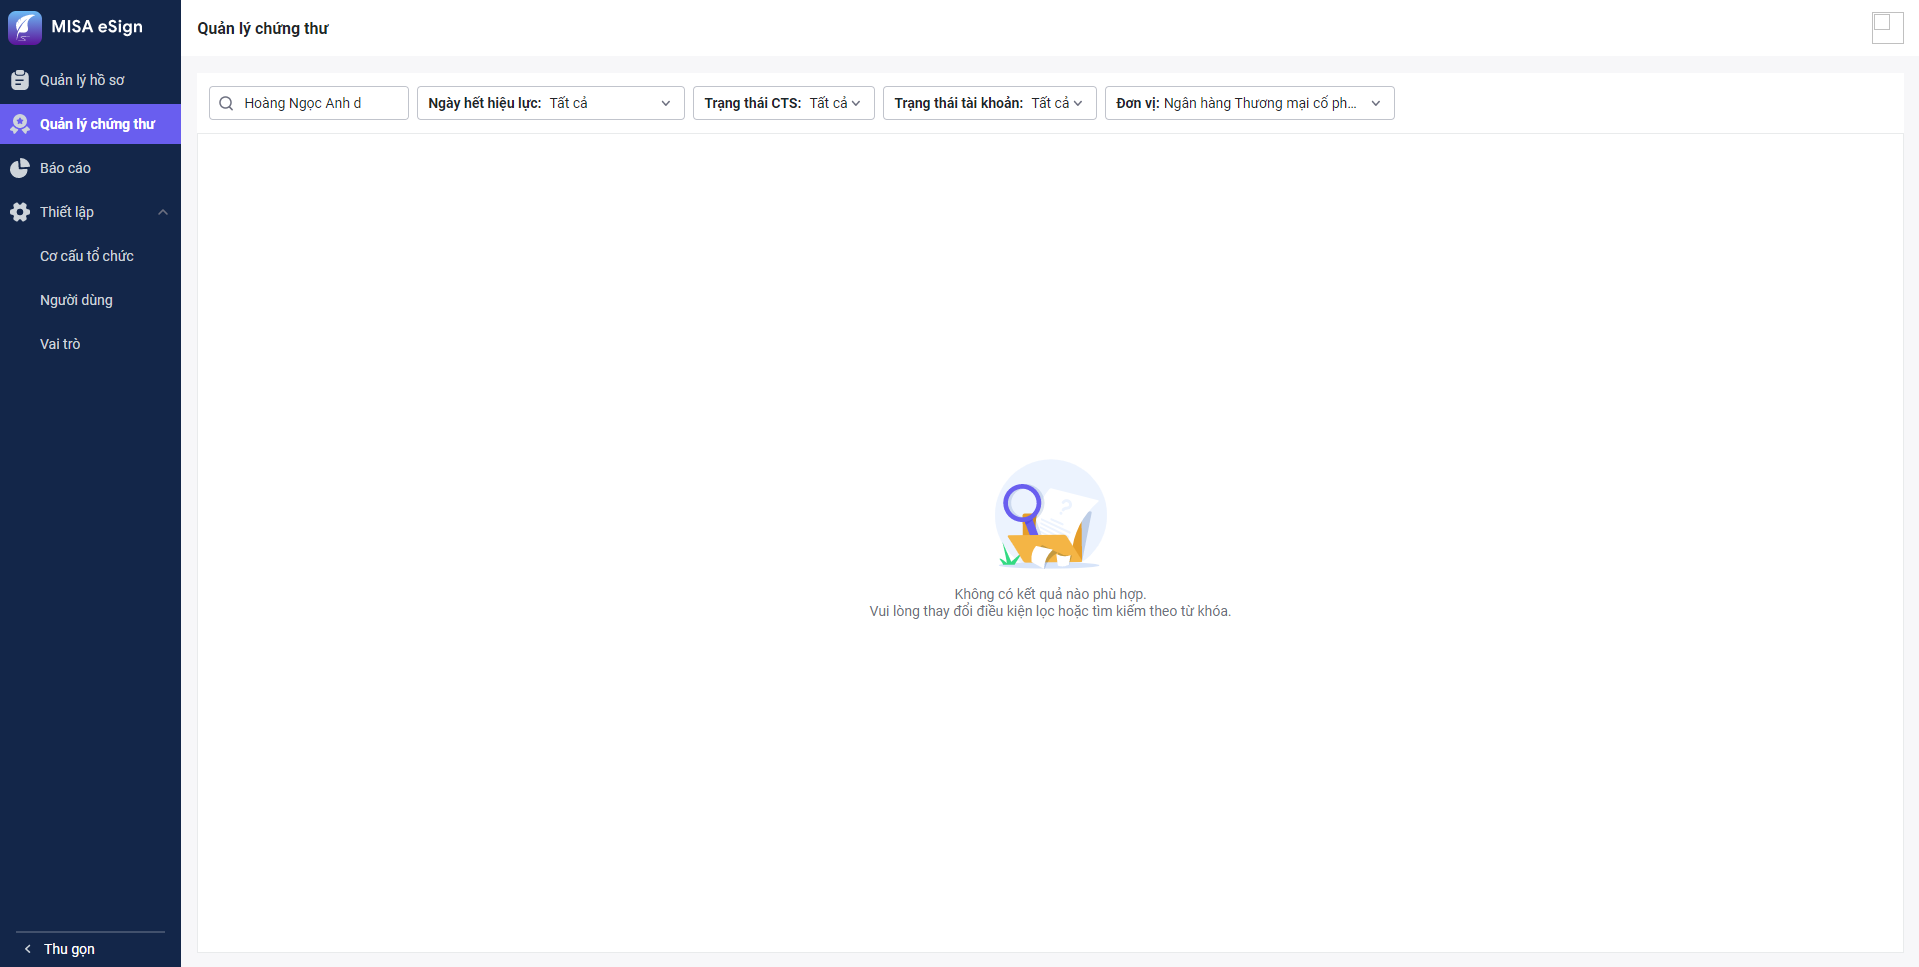 MISA eSign
Quản lý chứng thư
Quản lý hồ sơ
Quản lý chứng thư
Báo cáo
Thiết lập
Cơ cấu tổ chức
Người dùng
Vai trò
Thu gọn
Hoàng Ngọc Anh d
Ngày hết hiệu lực: Tất cả
Trạng thái CTS: Tất cả
Trạng thái tài khoản: Tất cả
Đơn vị: Ngân hàng Thương mại cổ ph...
?
Không có kết quả nào phù hợp.
Vui lòng thay đổi điều kiện lọc hoặc tìm kiếm theo từ khóa.